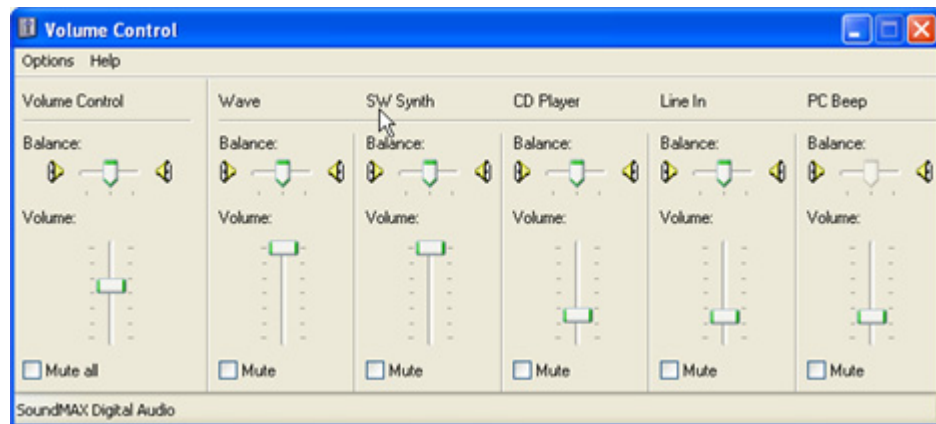 Volume Control
Options Help
Volume Control Wave SW Synth CD Player Line In PC Beep
Balance: Balance: Balance: Balance: Balance: Balance:
Volume: Volume: Volume: Volume: Volume: Volume:
Mute all Mute Mute Mute Mute Mute
SoundMAX Digital Audio